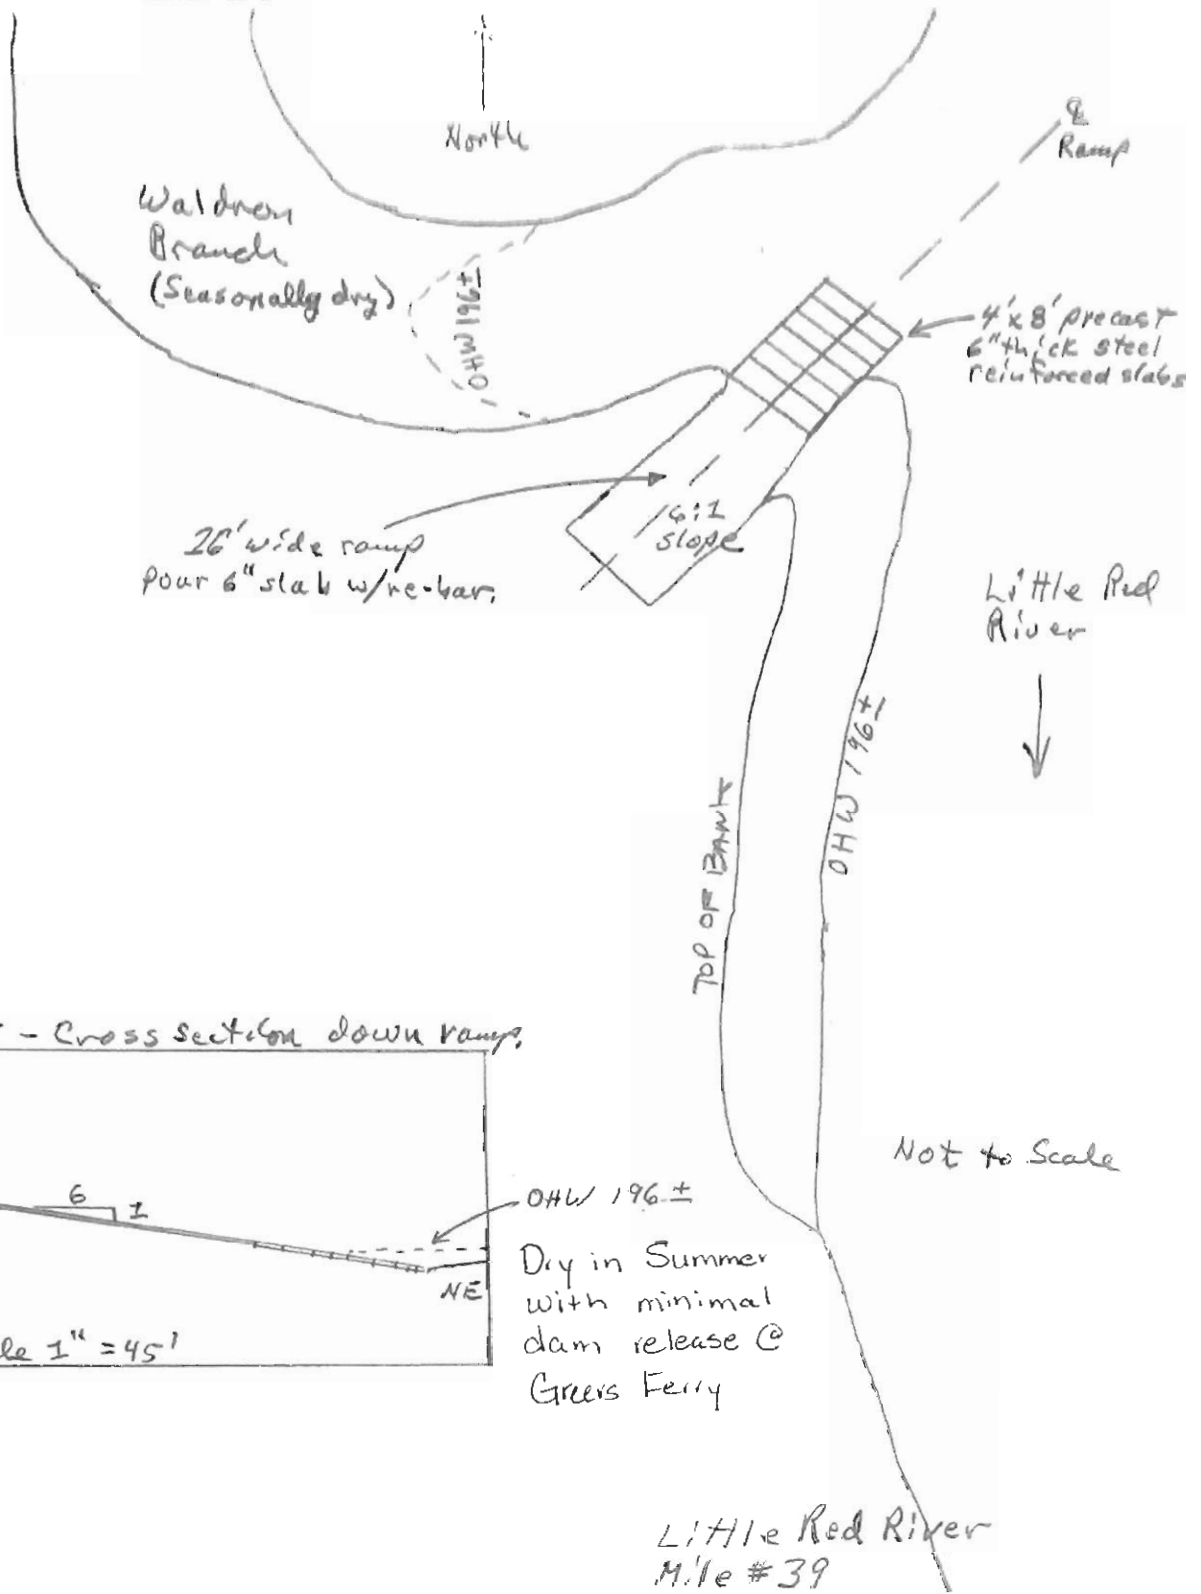 North
℄
Ramp
Waldron
Branch
(Seasonally dry)
OHW 196±
4'x8' precast
6" thick steel
reinforced slabs
26' wide ramp
pour 6" slab w/re-bar.
6:1
slope
Little Red
River
OHW 196±
TOP OF BANK
- Cross section down ramp.
6
1
OHW 196±
NE
Dry in Summer
with minimal
dam release @
Greers Ferry
1" = 45'
Not to Scale
Little Red River
Mile #39